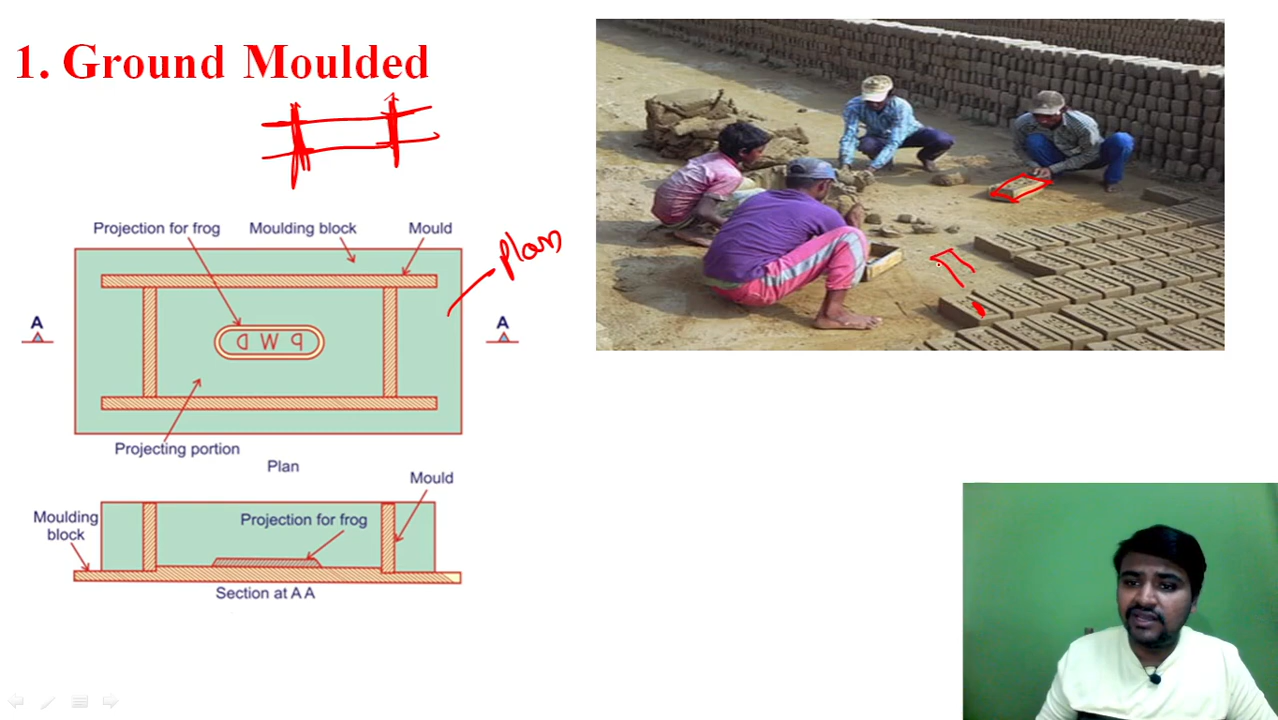 1. Ground Moulded
Projection for frog
Moulding block
Mould
Plan
A
A
P W D
Projecting portion
Plan
Mould
Moulding
block
Projection for frog
Section at A A